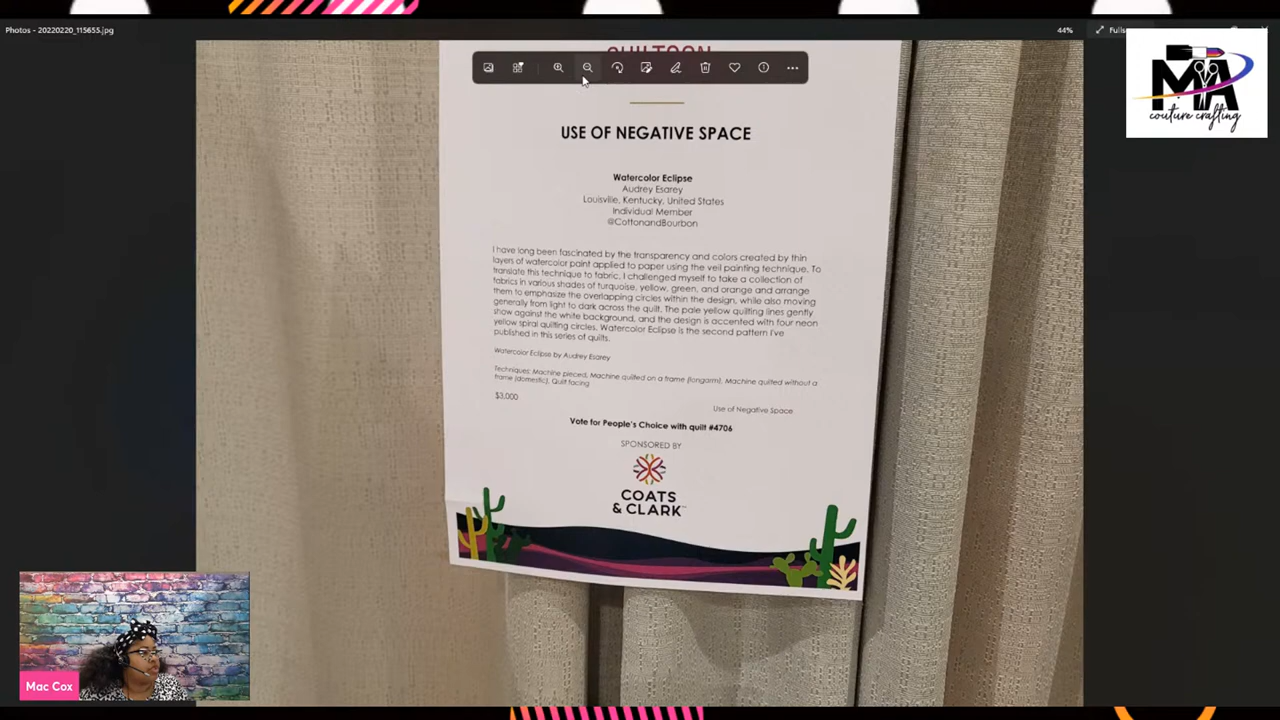 Photos - 20220220_115655.jpg
44%
MA
couture crafting
USE OF NEGATIVE SPACE
Watercolor Eclipse
Audrey Esarey
Louisville, Kentucky, United States
Individual Member
@CottonandBourbon
I have long been fascinated by the transparency and colors created by thin
layers of watercolor paint applied to paper using the veil painting technique. To
translate this technique to fabric, I challenged myself to take a collection of
fabrics in various shades of turquoise, yellow, green, and orange and arrange
them to emphasize the overlapping circles within the design, while also moving
generally from light to dark across the quilt. The pale yellow quilting lines gently
show against the white background, and the design is accented with four neon
yellow spiral quilting circles. Watercolor Eclipse is the second pattern I've
published in this series of quilts.
Watercolor Eclipse by Audrey Esarey
Techniques: Machine pieced, Machine quilted on a frame (longarm), Machine quilted without a
frame (domestic), Quilt facing
$3,000
Use of Negative Space
Vote for People's Choice with quilt #4706
SPONSORED BY
COATS
& CLARK
Mac Cox